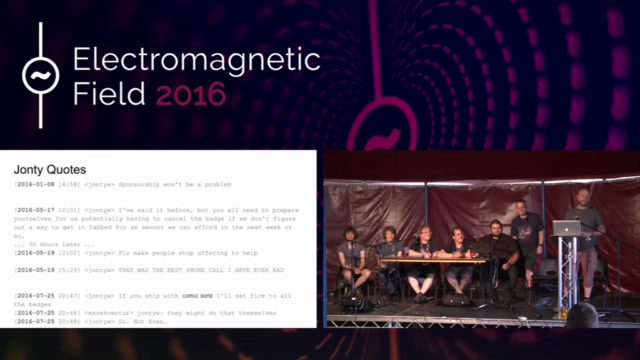 Electromagnetic
Field 2016
Jonty Quotes
[2016-01-08 16:58] <jontyw> Sponsorship won't be a problem
[2016-05-17 10:01] <jontyw> I've said it before, but you all need to prepare
yourselves for us potentially having to cancel the badge if we don't figure
out a way to get it fabbed for an amount we can afford in the next week or
so.
... 50 Hours Later ...
[2016-05-19 12:02] <jontyw> Pls make people stop offering to help
[2016-05-19 15:29] <jontyw> THAT WAS THE BEST PHONE CALL I HAVE EVER HAD
[2016-07-25 20:47] <jontyw> If you ship with comic sans I'll set fire to all
the badges
[2016-07-25 20:48] <marekventur> jontyw: they might do that themselves
[2016-07-25 20:48] <jontyw> Do. Not. Even.